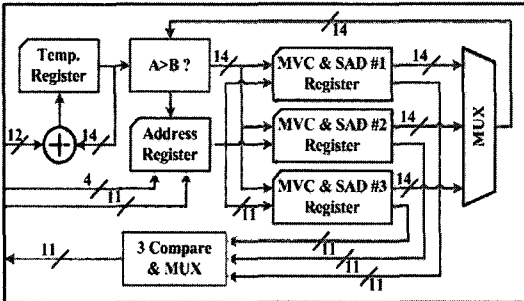 14
Temp.
Register
A>B ?
14
MVC & SAD #1
Register
14
12
14
Address
Register
MVC & SAD #2
Register
14
MUX
4
11
11
MVC & SAD #3
Register
14
11
3 Compare
& MUX
11
11
11